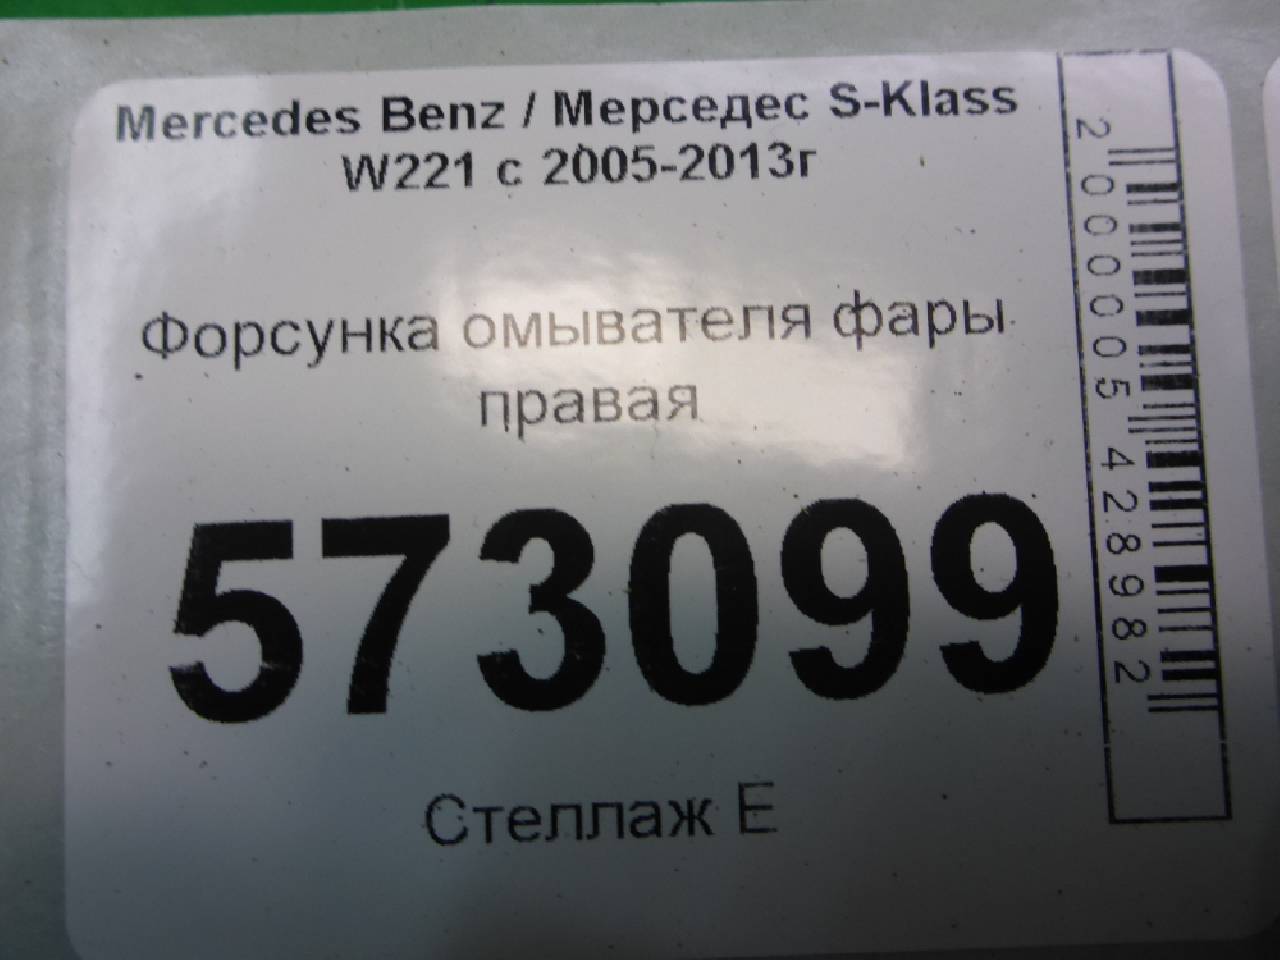 Mercedes Benz / Мерседес S-Klass
W221 с 2005-2013г
Форсунка омывателя фары
правая
573099
Стеллаж E
2000005428982